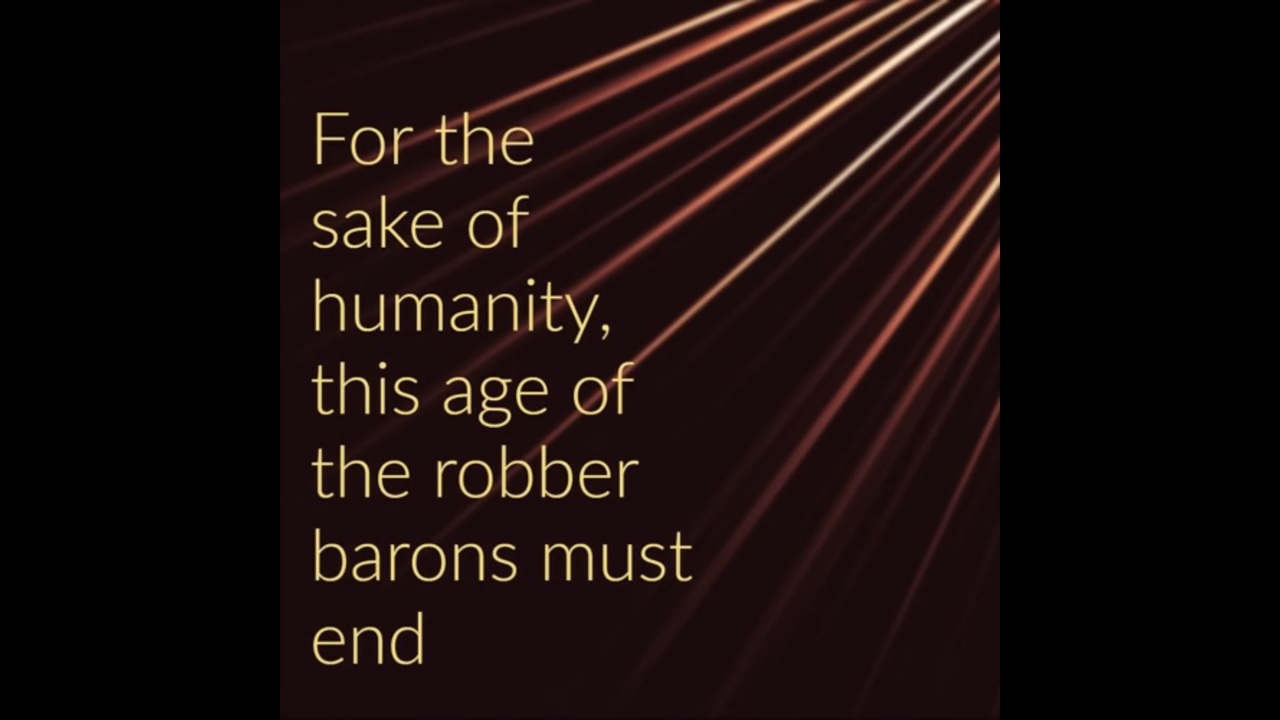 For the
sake of
humanity,
this age of
the robber
barons must
end